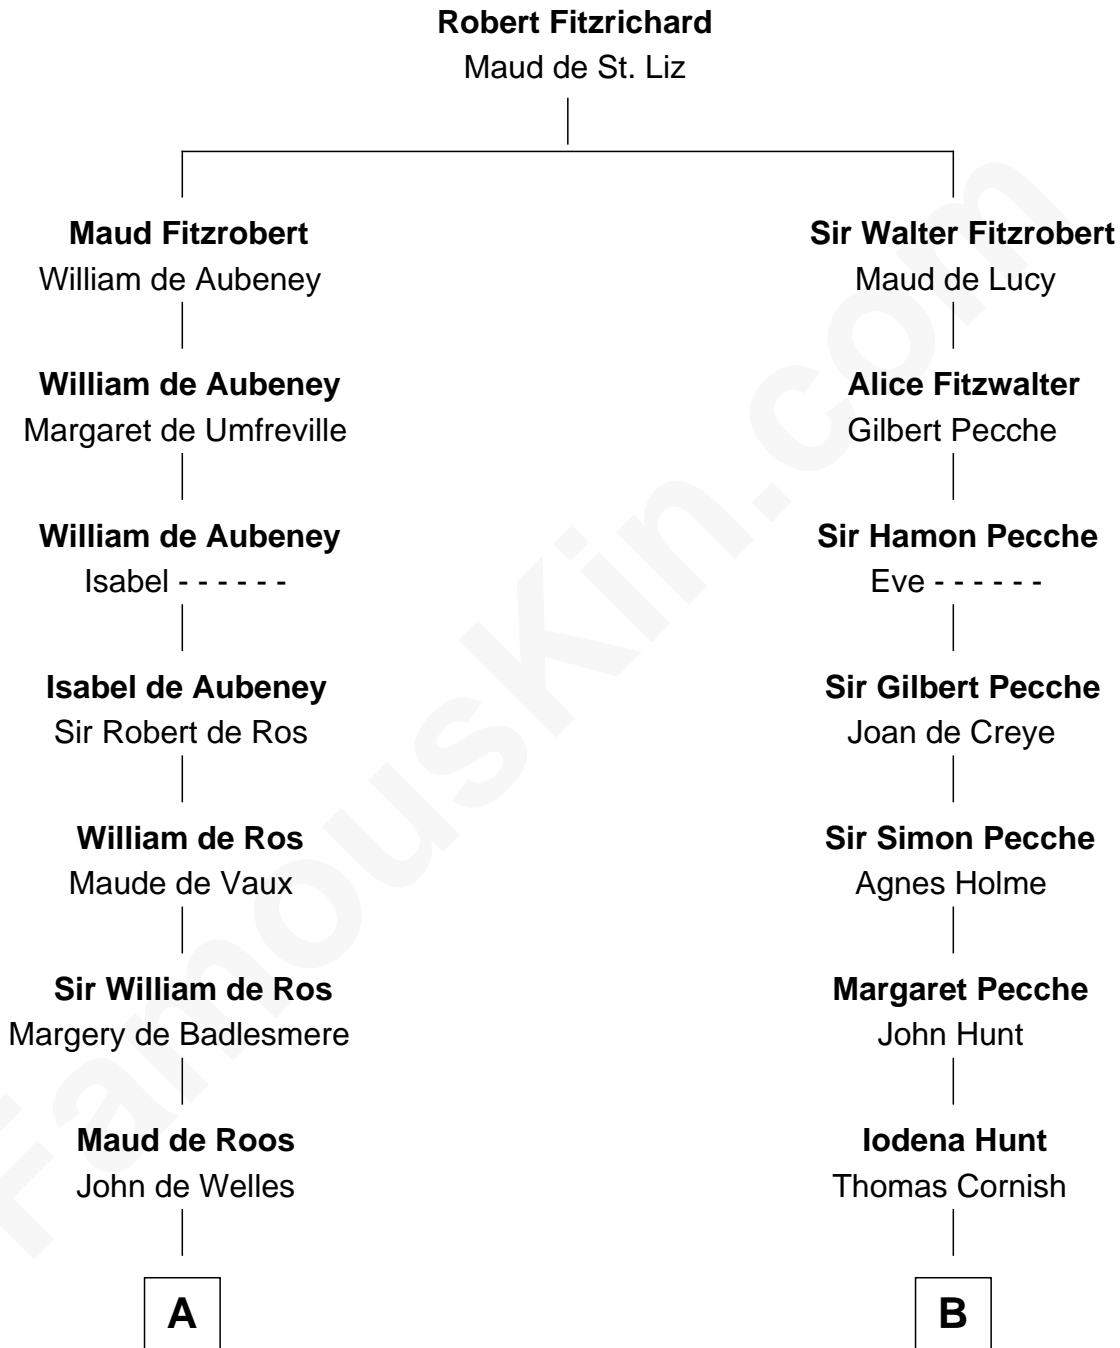 Robert Fitzrichard
Maud de St. Liz
Maud Fitzrobert
William de Aubeney
Sir Walter Fitzrobert
Maud de Lucy
William de Aubeney
Margaret de Umfreville
Alice Fitzwalter
Gilbert Pecche
William de Aubeney
Isabel - - - - - -
Sir Hamon Pecche
Eve - - - - - -
Isabel de Aubeney
Sir Robert de Ros
Sir Gilbert Pecche
Joan de Creye
William de Ros
Maude de Vaux
Sir Simon Pecche
Agnes Holme
Sir William de Ros
Margery de Badlesmere
Margaret Pecche
John Hunt
Maud de Roos
John de Welles
Iodena Hunt
Thomas Cornish
A
B
FamousKin.com